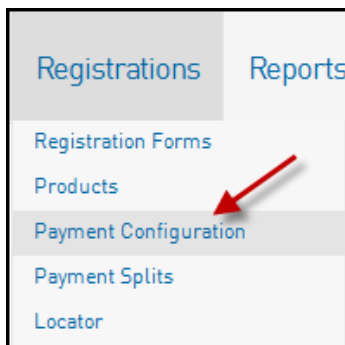 Registrations Reports
Registration Forms
Products
Payment Configuration
Payment Splits
Locator